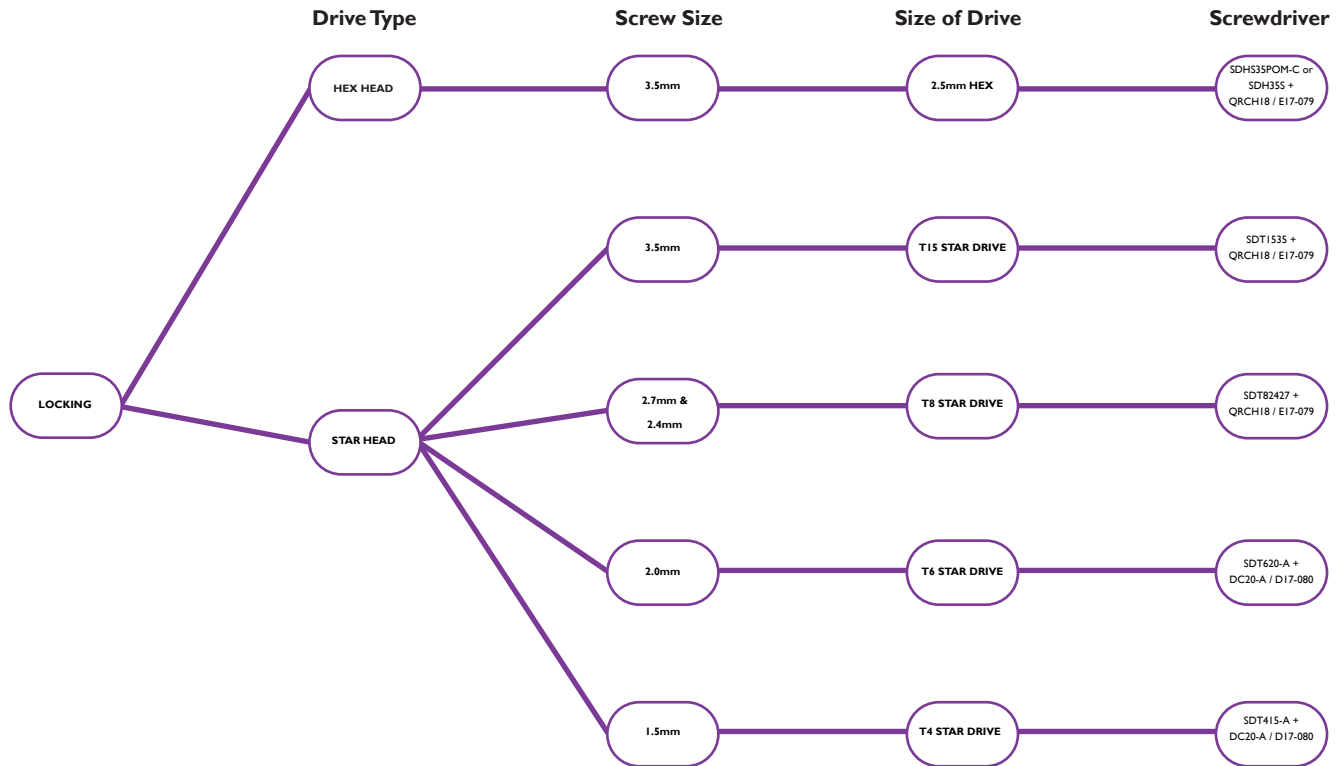 Drive Type
Screw Size
Size of Drive
Screwdriver
HEX HEAD
3.5mm
2.5mm HEX
SDHS35POM-C or
SDH35S +
QRCH18 / E17-079
3.5mm
T15 STAR DRIVE
SDT1535 +
QRCH18 / E17-079
LOCKING
STAR HEAD
2.7mm &
2.4mm
T8 STAR DRIVE
SDT82427 +
QRCH18 / E17-079
2.0mm
T6 STAR DRIVE
SDT620-A +
DC20-A / D17-080
1.5mm
T4 STAR DRIVE
SDT415-A +
DC20-A / D17-080